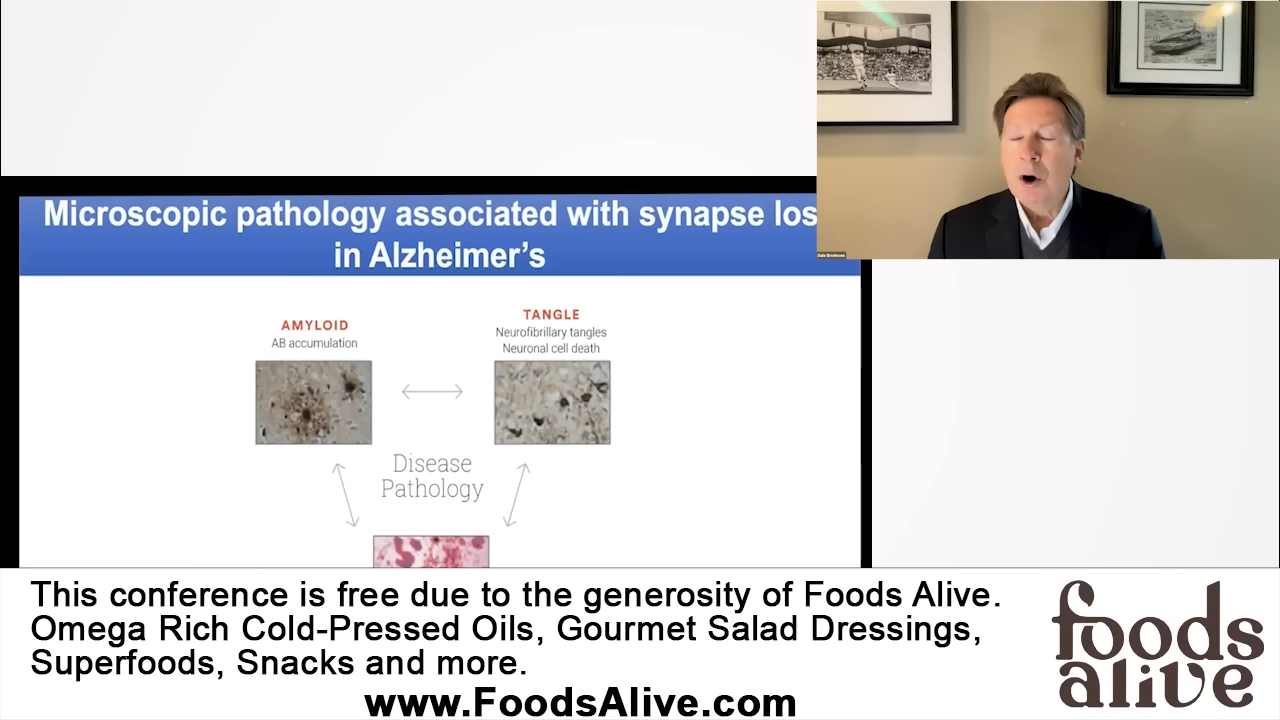 Microscopic pathology associated with synapse los
in Alzheimer's
AMYLOID
AB accumulation
TANGLE
Neurofibrillary tangles
Neuronal cell death
Disease
Pathology
Dale Bredesen
This conference is free due to the generosity of Foods Alive.
Omega Rich Cold-Pressed Oils, Gourmet Salad Dressings,
Superfoods, Snacks and more.
www.FoodsAlive.com
foods
alive